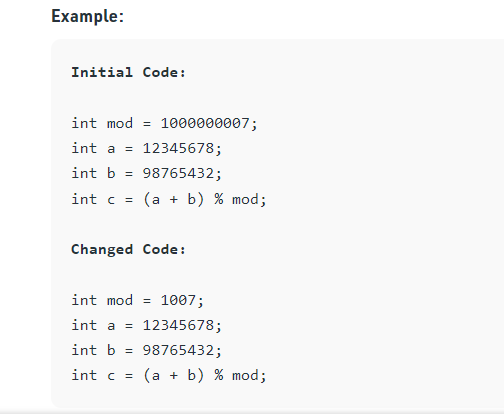 Example:
Initial Code:
int mod = 1000000007;
int a = 12345678;
int b = 98765432;
int c = (a + b) % mod;
Changed Code:
int mod = 1007;
int a = 12345678;
int b = 98765432;
int c = (a + b) % mod;